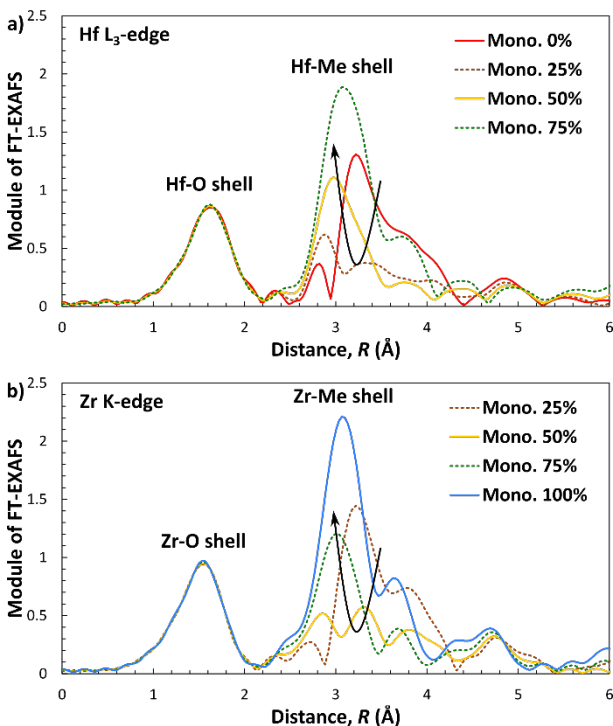 a)
Hf L3-edge
Hf-Me shell
Hf-O shell
Mono. 0%
Mono. 25%
Mono. 50%
Mono. 75%
Module of FT-EXAFS
2.5
2
1.5
1
0.5
0
0 1 2 3 4 5 6
Distance, R (Å)
b)
Zr K-edge
Zr-Me shell
Zr-O shell
Mono. 25%
Mono. 50%
Mono. 75%
Mono. 100%
Module of FT-EXAFS
2.5
2
1.5
1
0.5
0
0 1 2 3 4 5 6
Distance, R (Å)